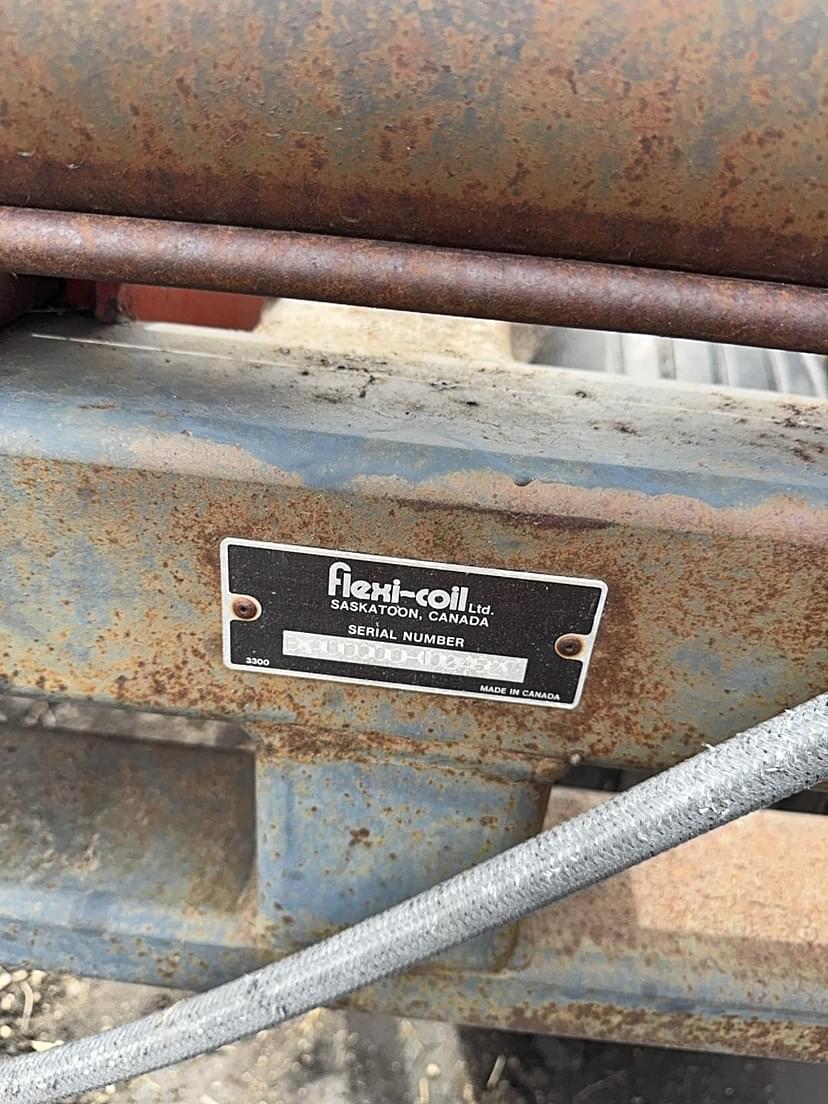 flexi-coil Ltd.
SASKATOON, CANADA
SERIAL NUMBER
3300
MADE IN CANADA